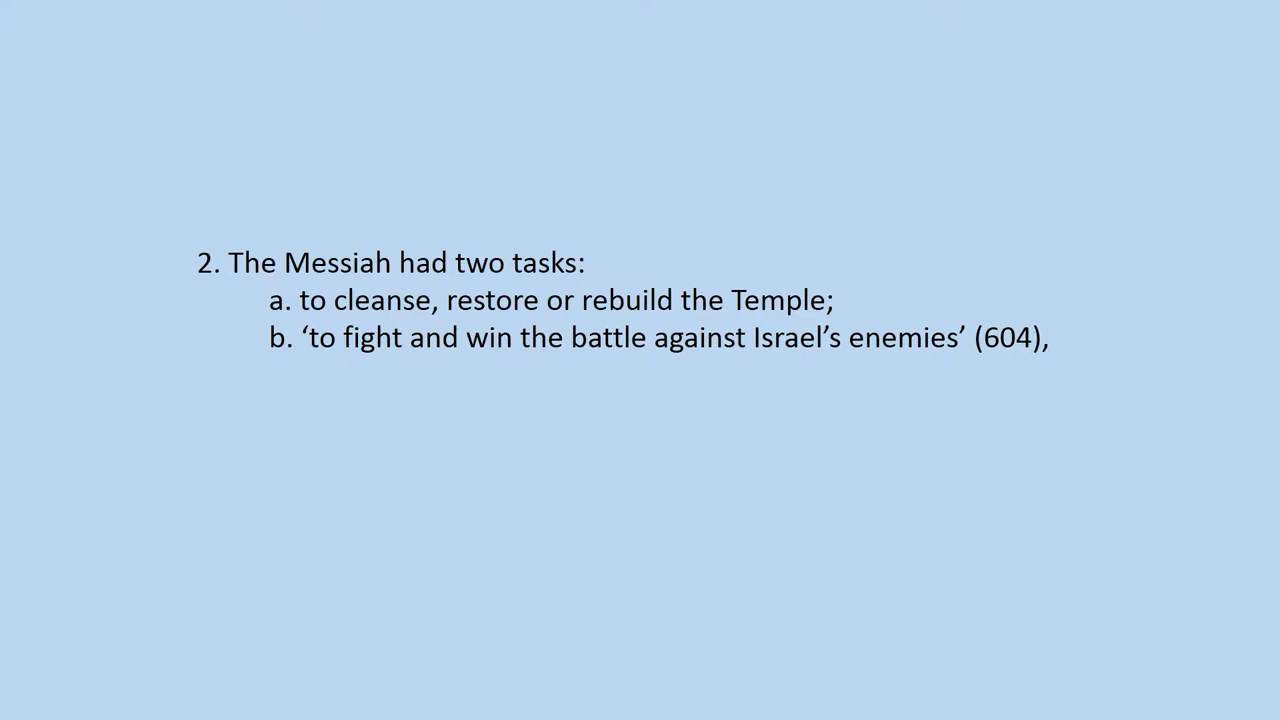 2. The Messiah had two tasks:
a. to cleanse, restore or rebuild the Temple;
b. ‘to fight and win the battle against Israel’s enemies’ (604),